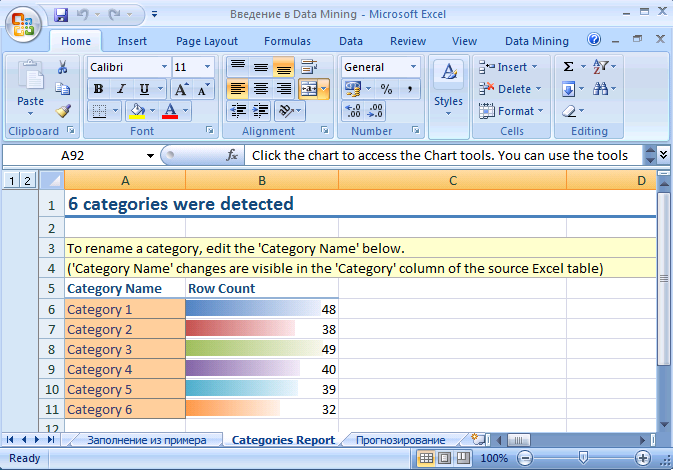 Введение в Data Mining - Microsoft Excel
Home Insert Page Layout Formulas Data Review View Data Mining
Calibri 11 General Insert Σ
Paste B I U A A Styles Delete
A $ % , Format
Clipboard Font Alignment Number Cells Editing
A92 fx Click the chart to access the Chart tools. You can use the tools
1 2 A B C D
1 6 categories were detected
2
3 To rename a category, edit the 'Category Name' below.
4 ('Category Name' changes are visible in the 'Category' column of the source Excel table)
5 Category Name Row Count
6 Category 1 48
7 Category 2 38
8 Category 3 49
9 Category 4 40
10 Category 5 39
11 Category 6 32
12
Заполнение из примера Categories Report Прогнозирование
Ready 100%